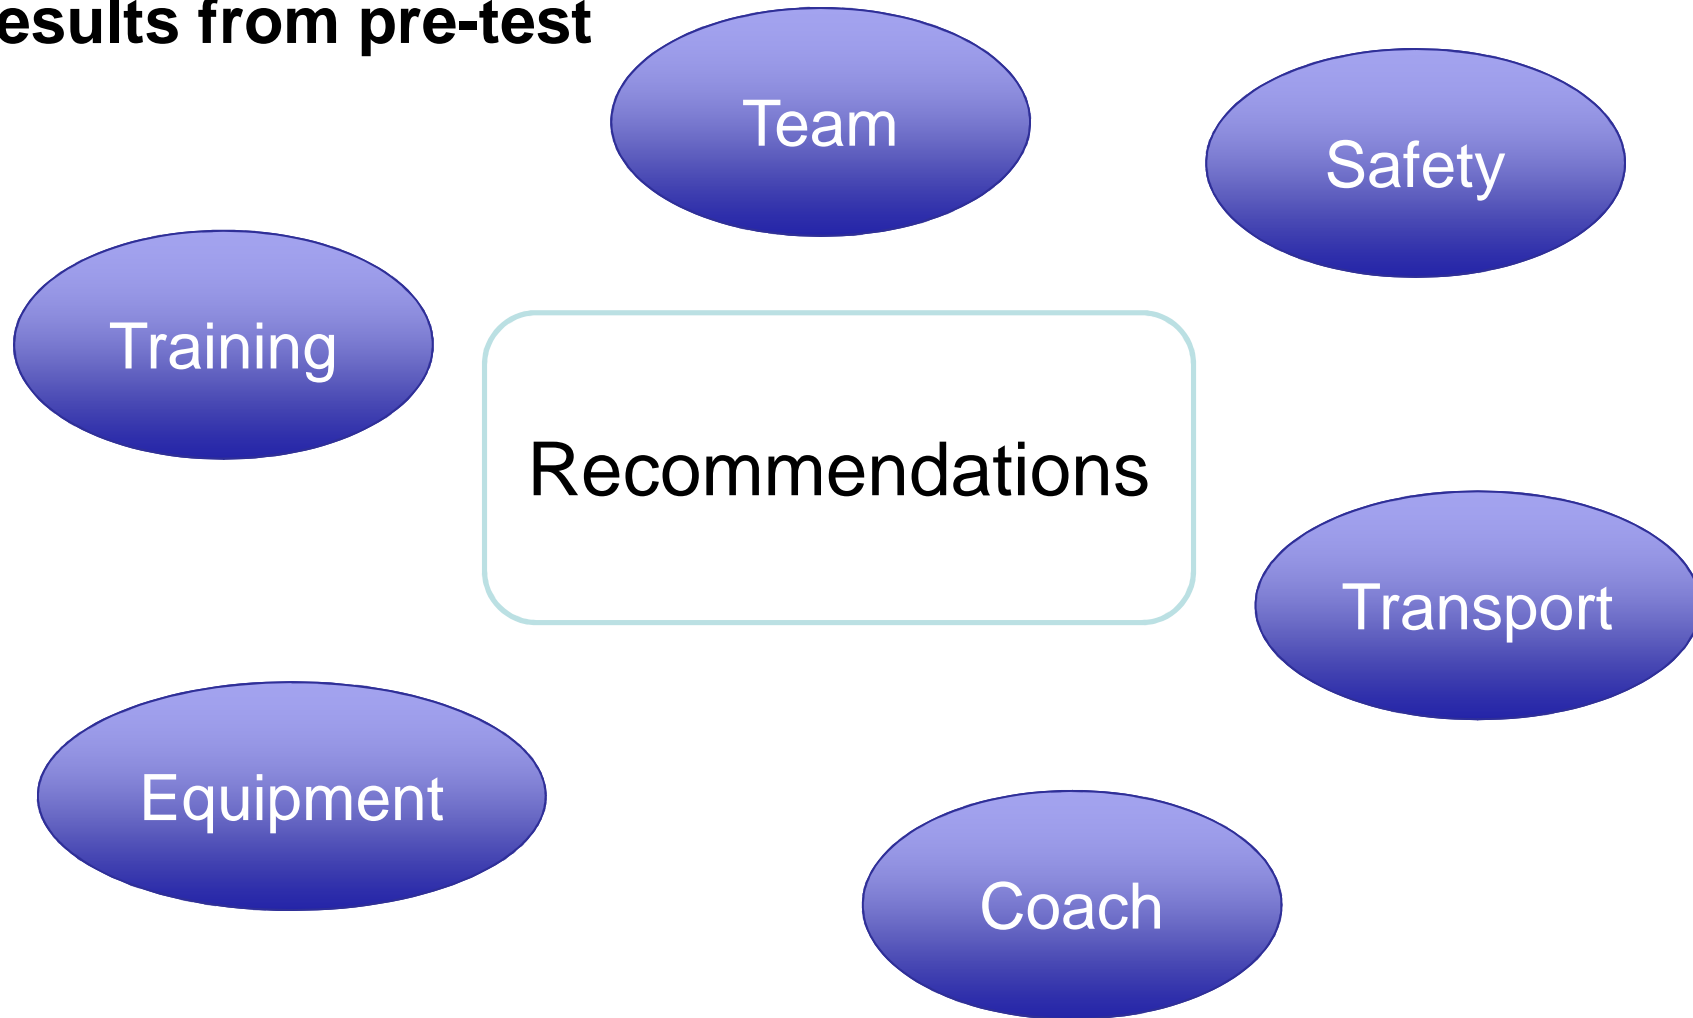 esults from pre-test
Team
Safety
Training
Recommendations
Transport
Equipment
Coach